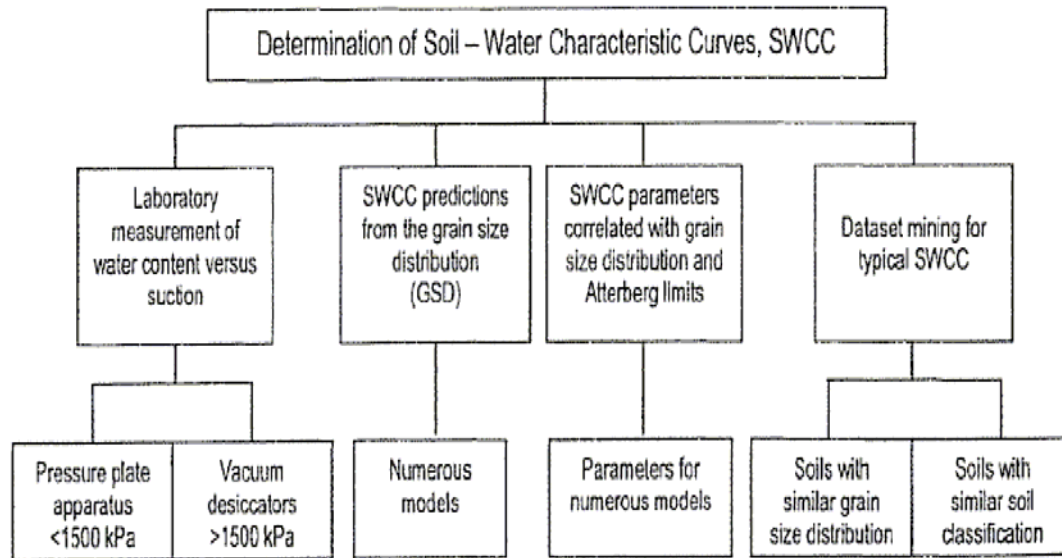 Determination of Soil – Water Characteristic Curves, SWCC
Laboratory
measurement of
water content versus
suction
SWCC predictions
from the grain size
distribution
(GSD)
SWCC parameters
correlated with grain
size distribution and
Atterberg limits
Dataset mining for
typical SWCC
Pressure plate
apparatus
<1500 kPa
Vacuum
desiccators
>1500 kPa
Numerous
models
Parameters for
numerous models
Soils with
similar grain
size distribution
Soils with
similar soil
classification